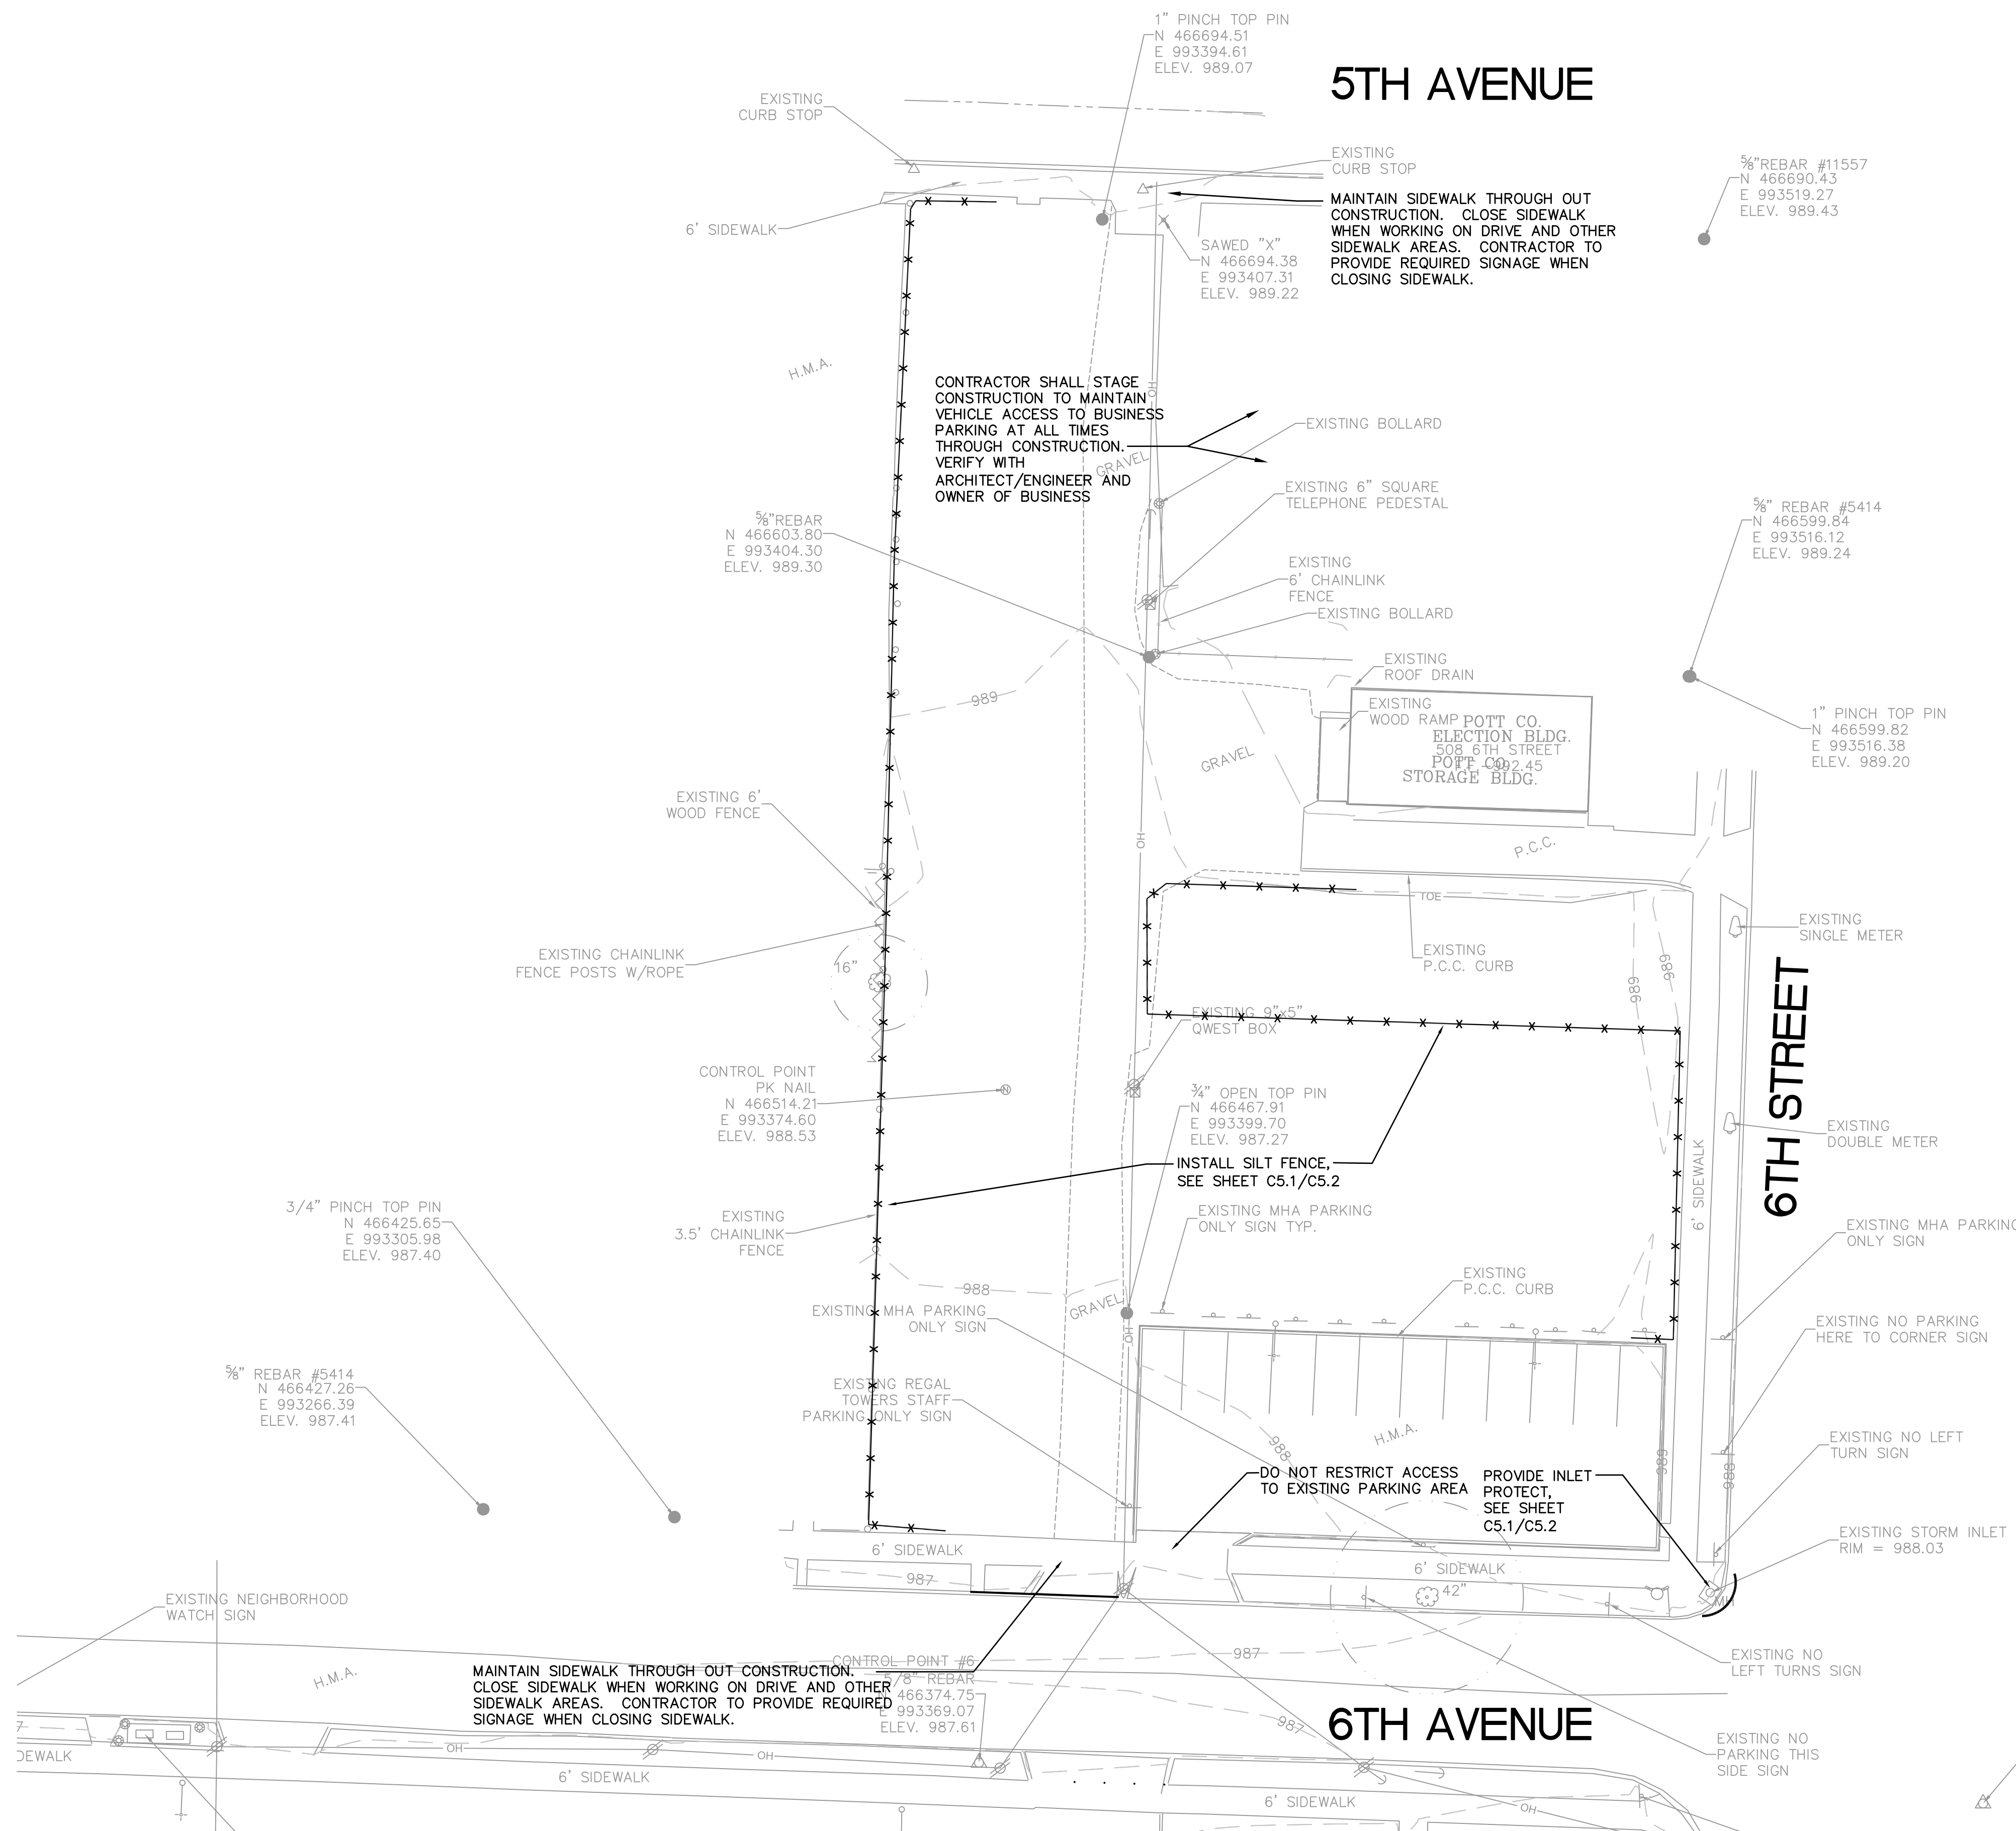 1" PINCH TOP PIN
N 466694.51
E 993394.61
ELEV. 989.07
5TH AVENUE
EXISTING
CURB STOP
EXISTING
CURB STOP
5/8"REBAR #11557
N 466690.43
E 993519.27
ELEV. 989.43
6' SIDEWALK
MAINTAIN SIDEWALK THROUGH OUT
CONSTRUCTION. CLOSE SIDEWALK
WHEN WORKING ON DRIVE AND OTHER
SIDEWALK AREAS. CONTRACTOR TO
PROVIDE REQUIRED SIGNAGE WHEN
CLOSING SIDEWALK.
SAWED "X"
N 466694.38
E 993407.31
ELEV. 989.22
H.M.A.
CONTRACTOR SHALL STAGE
CONSTRUCTION TO MAINTAIN
VEHICLE ACCESS TO BUSINESS
PARKING AT ALL TIMES
THROUGH CONSTRUCTION.
VERIFY WITH
ARCHITECT/ENGINEER AND
OWNER OF BUSINESS
OH
GRAVEL
EXISTING BOLLARD
EXISTING 6" SQUARE
TELEPHONE PEDESTAL
5/8"REBAR
N 466603.80
E 993404.30
ELEV. 989.30
5/8" REBAR #5414
N 466599.84
E 993516.12
ELEV. 989.24
EXISTING
6' CHAINLINK
FENCE
EXISTING BOLLARD
EXISTING
ROOF DRAIN
989
EXISTING
WOOD RAMP
POTT CO.
ELECTION BLDG.
508 6TH STREET
POTT CO.
992.45
STORAGE BLDG.
1" PINCH TOP PIN
N 466599.82
E 993516.38
ELEV. 989.20
GRAVEL
EXISTING 6'
WOOD FENCE
OH
P.C.C.
TOE
EXISTING
SINGLE METER
EXISTING CHAINLINK
FENCE POSTS W/ROPE
16"
EXISTING
P.C.C. CURB
989
989
EXISTING 9"x5"
QWEST BOX
6TH STREET
CONTROL POINT
PK NAIL
N 466514.21
E 993374.60
ELEV. 988.53
3/4" OPEN TOP PIN
N 466467.91
E 993399.70
ELEV. 987.27
EXISTING
DOUBLE METER
INSTALL SILT FENCE,
SEE SHEET C5.1/C5.2
6' SIDEWALK
3/4" PINCH TOP PIN
N 466425.65
E 993305.98
ELEV. 987.40
EXISTING
3.5' CHAINLINK
FENCE
EXISTING MHA PARKING
ONLY SIGN TYP.
EXISTING MHA PARKING
ONLY SIGN
988
EXISTING
P.C.C. CURB
EXISTING MHA PARKING
ONLY SIGN
GRAVEL
OH
EXISTING NO PARKING
HERE TO CORNER SIGN
5/8" REBAR #5414
N 466427.26
E 993266.39
ELEV. 987.41
EXISTING REGAL
TOWERS STAFF
PARKING ONLY SIGN
988
H.M.A.
989
988
EXISTING NO LEFT
TURN SIGN
DO NOT RESTRICT ACCESS
TO EXISTING PARKING AREA
PROVIDE INLET
PROTECT,
SEE SHEET
C5.1/C5.2
EXISTING STORM INLET
RIM = 988.03
6' SIDEWALK
987
6' SIDEWALK
42"
MH
EXISTING NEIGHBORHOOD
WATCH SIGN
987
EXISTING NO
LEFT TURNS SIGN
H.M.A.
MAINTAIN SIDEWALK THROUGH OUT CONSTRUCTION.
CLOSE SIDEWALK WHEN WORKING ON DRIVE AND OTHER
SIDEWALK AREAS. CONTRACTOR TO PROVIDE REQUIRED
SIGNAGE WHEN CLOSING SIDEWALK.
CONTROL POINT #6
5/8" REBAR
N 466374.75
E 993369.07
ELEV. 987.61
987
6TH AVENUE
EXISTING NO
PARKING THIS
SIDE SIGN
OH
OH
6' SIDEWALK
6' SIDEWALK
OH